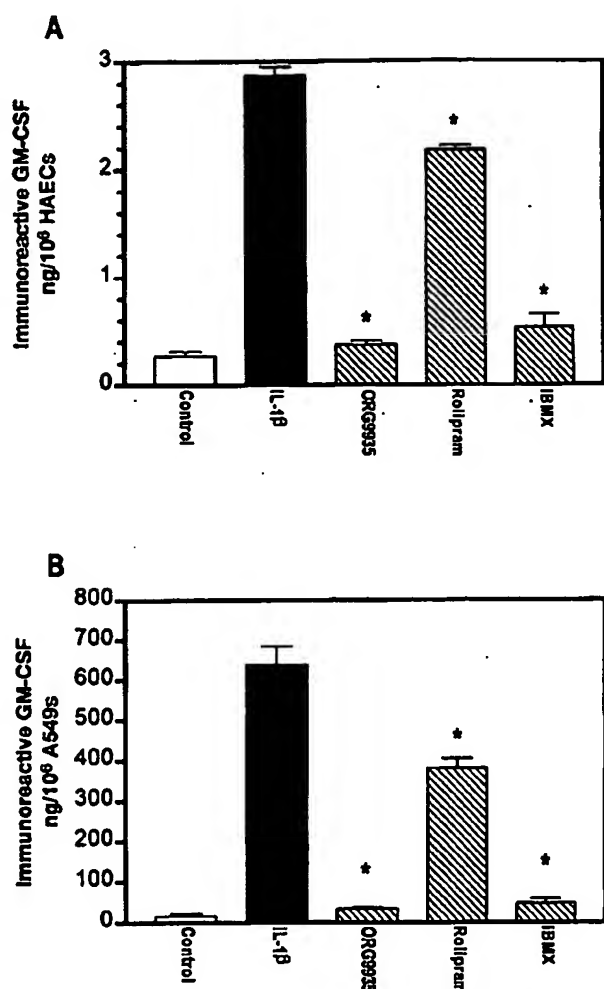 A
Immunoreactive GM-CSF
ng/10⁶ HAECs
3
2
1
0
*
*
*
Control
IL-1β
ORG9935
Rolipram
IBMX
B
Immunoreactive GM-CSF
ng/10⁶ A549s
800
700
600
400
300
200
100
0
*
*
*
Control
IL-1β
ORG9935
Rolipram
IBMX